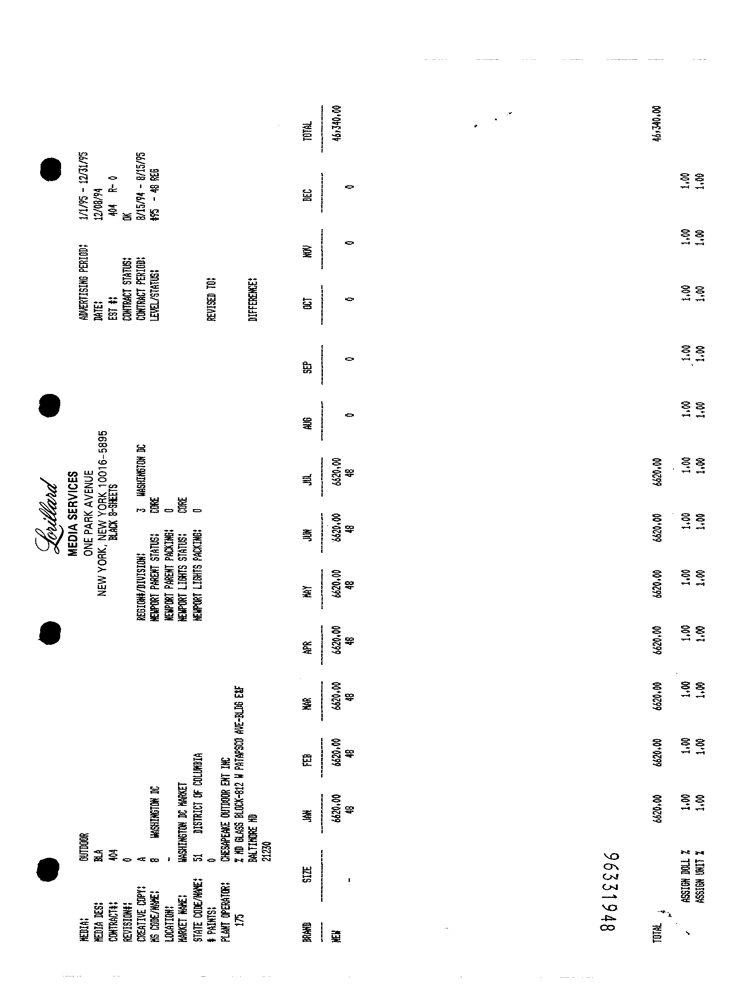 Lorillard
MEDIA SERVICES
ONE PARK AVENUE
NEW YORK, NEW YORK 10016-5895
BLACK 8-SHEETS
MEDIA: OUTDOOR
MEDIA DES: BLA
CONTRACT#: 404
REVISION#: 0
CREATIVE COPY: A
MS CODE/NAME: B WASHINGTON DC
LOCATION: -
MARKET NAME: WASHINGTON DC MARKET
STATE CODE/NAME: 51 DISTRICT OF COLUMBIA
# PAINTS: 0
PLANT OPERATOR: CHESAPEAKE OUTDOOR ENT INC
175 % MD GLASS BLOCK-812 W PATAPSCO AVE-BLDG E&F
BALTIMORE MD
21230
REGION#/DIVISION: 3 WASHINGTON DC
NEWPORT PARENT STATUS: CORE
NEWPORT PARENT PACKING: 0
NEWPORT LIGHTS STATUS: CORE
NEWPORT LIGHTS PACKING: 0
ADVERTISING PERIOD: 1/1/95 - 12/31/95
DATE: 12/08/94
EST #: 404 R- 0
CONTRACT STATUS: OK
CONTRACT PERIOD: 8/15/94 - 8/15/95
LEVEL/STATUS: #95 - 48 REG
REVISED TO:
DIFFERENCE:
BRAND SIZE JAN FEB MAR APR MAY JUN JUL AUG SEP OCT NOV DEC TOTAL
NEW - 6620.00 6620.00 6620.00 6620.00 6620.00 6620.00 6620.00 0 0 0 0 0 46,340.00
48 48 48 48 48 48 48
TOTAL 6620.00 6620.00 6620.00 6620.00 6620.00 6620.00 6620.00 46,340.00
ASSIGN DOLL % 1.00 1.00 1.00 1.00 1.00 1.00 1.00 1.00 1.00 1.00 1.00 1.00
ASSIGN UNIT % 1.00 1.00 1.00 1.00 1.00 1.00 1.00 1.00 1.00 1.00 1.00 1.00
96331948